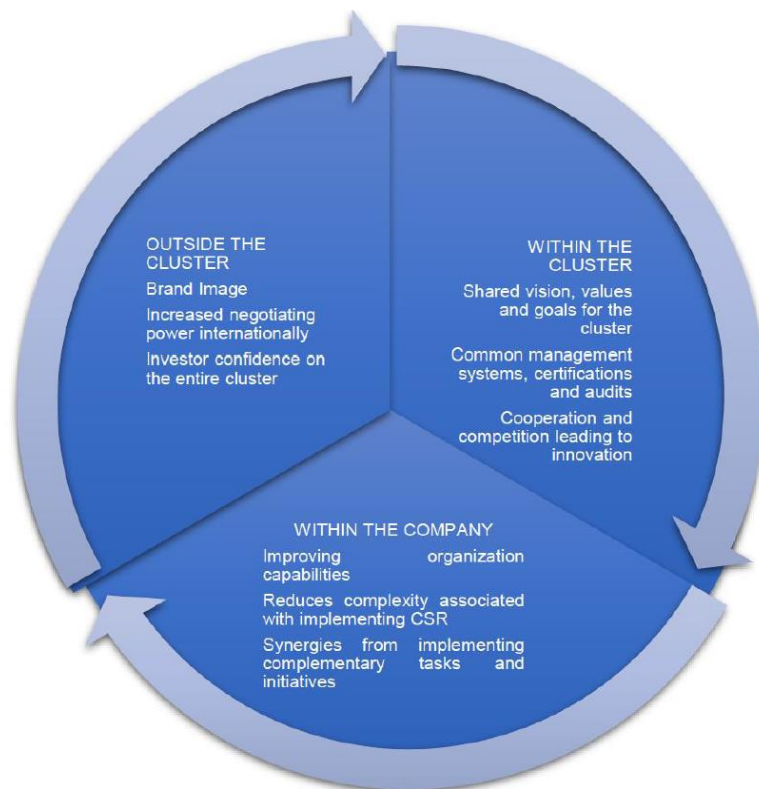 OUTSIDE THE
CLUSTER
Brand Image
Increased negotiating
power internationally
Investor confidence on
the entire cluster
WITHIN THE
CLUSTER
Shared vision, values
and goals for the
cluster
Common management
systems, certifications
and audits
Cooperation and
competition leading to
innovation
WITHIN THE COMPANY
Improving organization
capabilities
Reduces complexity associated
with implementing CSR
Synergies from implementing
complementary tasks and
initiatives